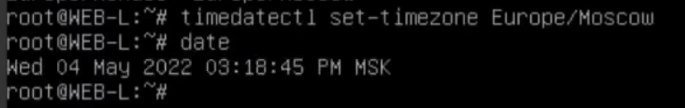 root@WEB-L:~# timedatectl set-timezone Europe/Moscow
root@WEB-L:~# date
Wed 04 May 2022 03:18:45 PM MSK
root@WEB-L:~#